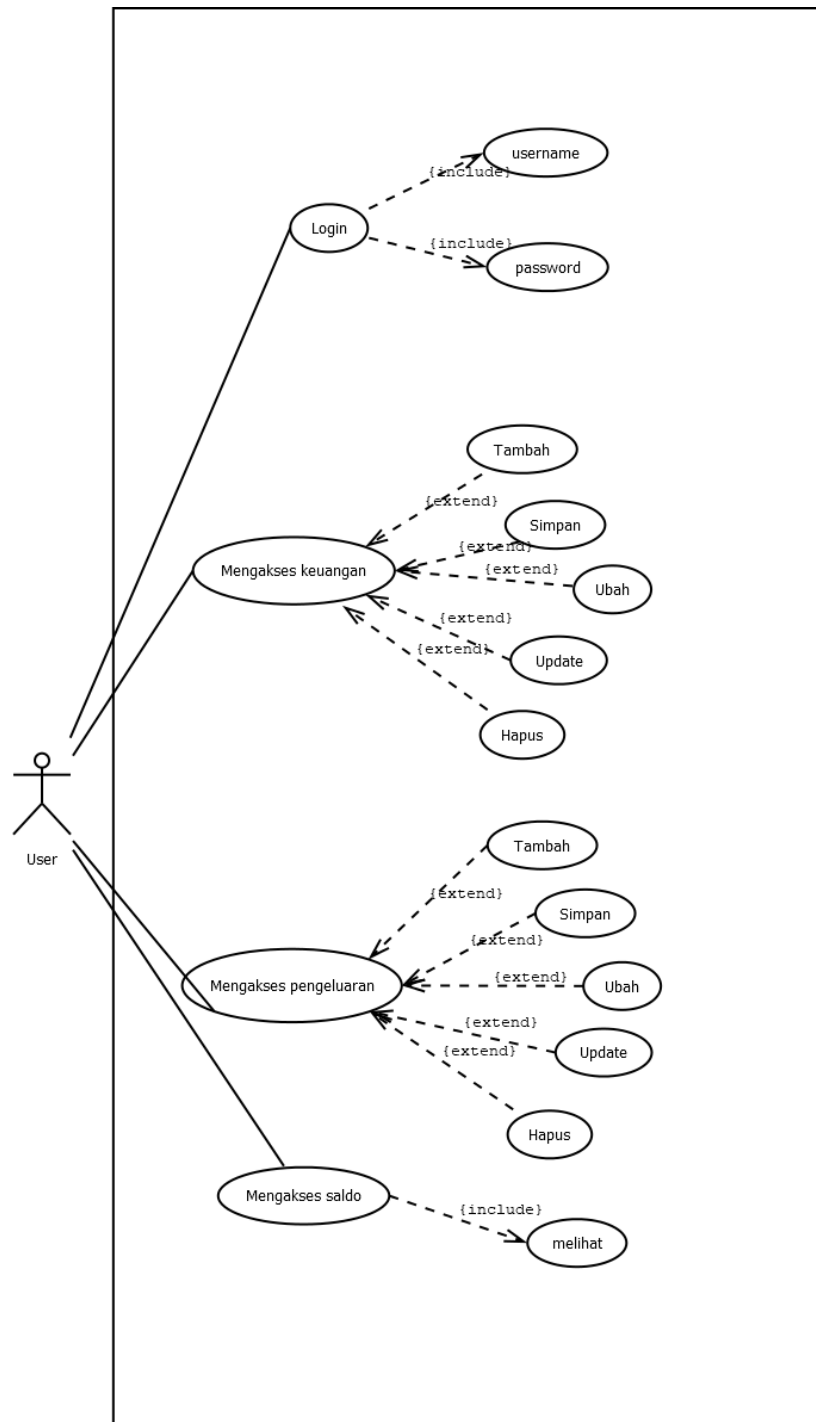 username
{include}
Login
{include}
password
Tambah
{extend}
Simpan
{extend}
Mengakses keuangan
{extend}
Ubah
{extend}
Update
{extend}
Hapus
User
Tambah
{extend}
Simpan
{extend}
Mengakses pengeluaran
{extend}
Ubah
{extend}
Update
{extend}
Hapus
Mengakses saldo
{include}
melihat